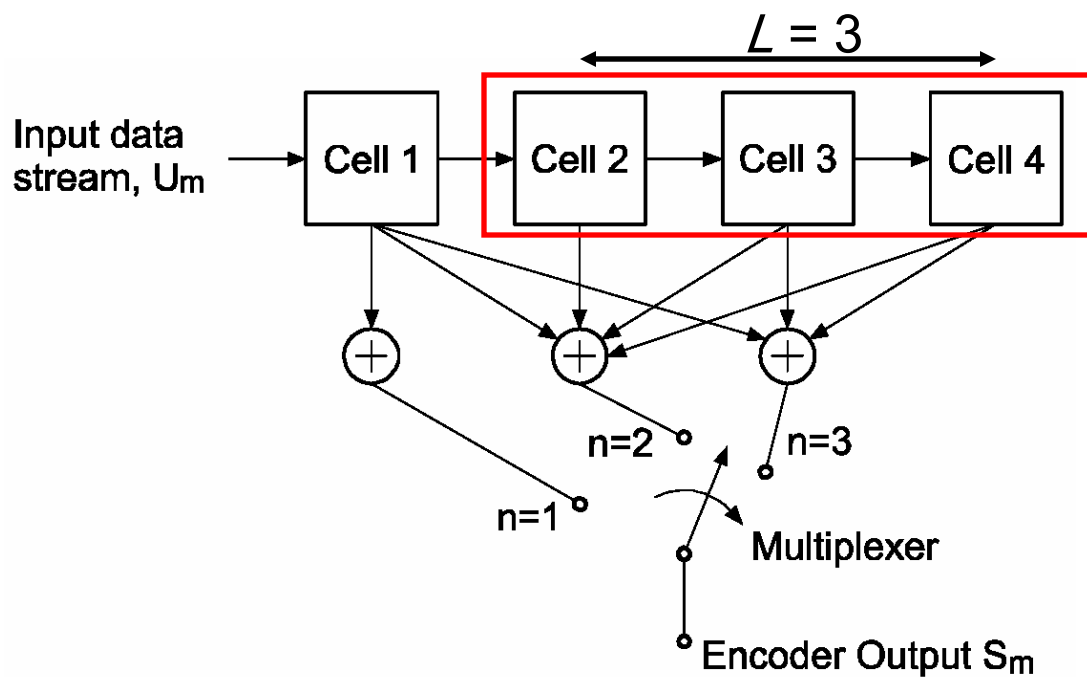 L = 3
Input data
stream, Um
Cell 1
Cell 2
Cell 3
Cell 4
n=1
n=2
n=3
Multiplexer
Encoder Output Sm